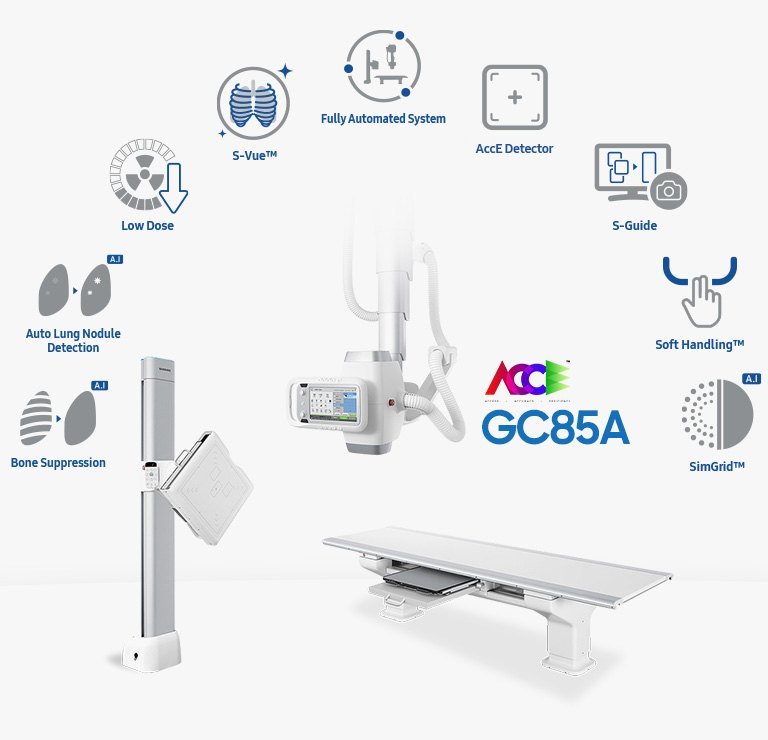 Fully Automated System
S-Vue™
AccE Detector
Low Dose
S-Guide
A.I
Auto Lung Nodule
Detection
Soft Handling™
ACCE™
GC85A
A.I
Bone Suppression
A.I
SimGrid™
SAMSUNG